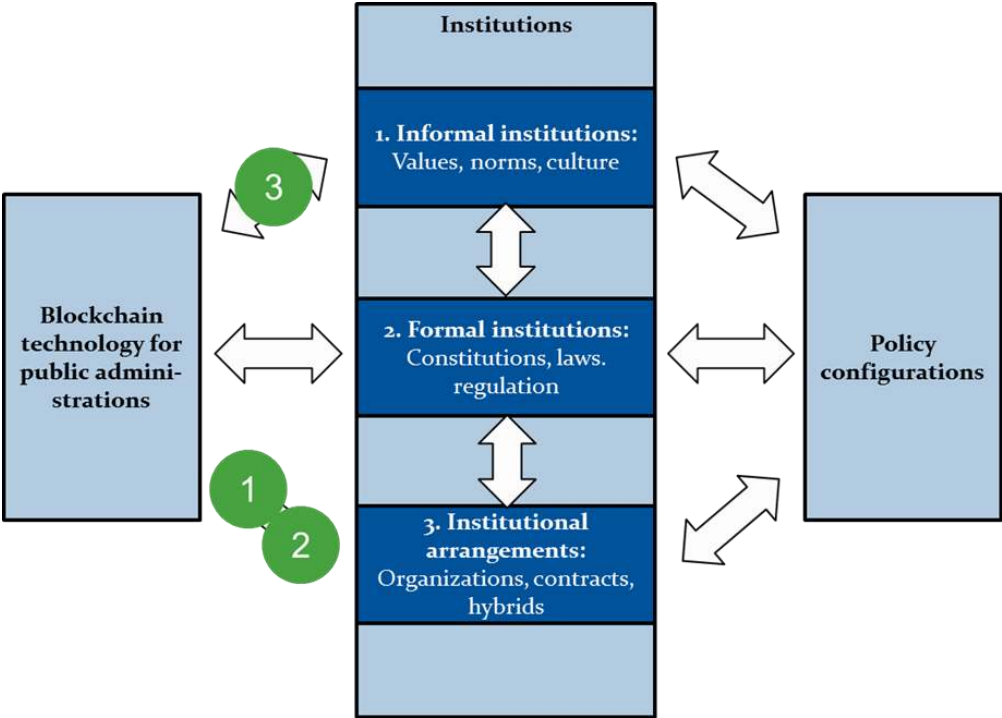 Institutions
1. Informal institutions:
Values, norms, culture
3
Blockchain
technology for
public admini-
strations
2. Formal institutions:
Constitutions, laws.
regulation
Policy
configurations
1
2
3. Institutional
arrangements:
Organizations, contracts,
hybrids